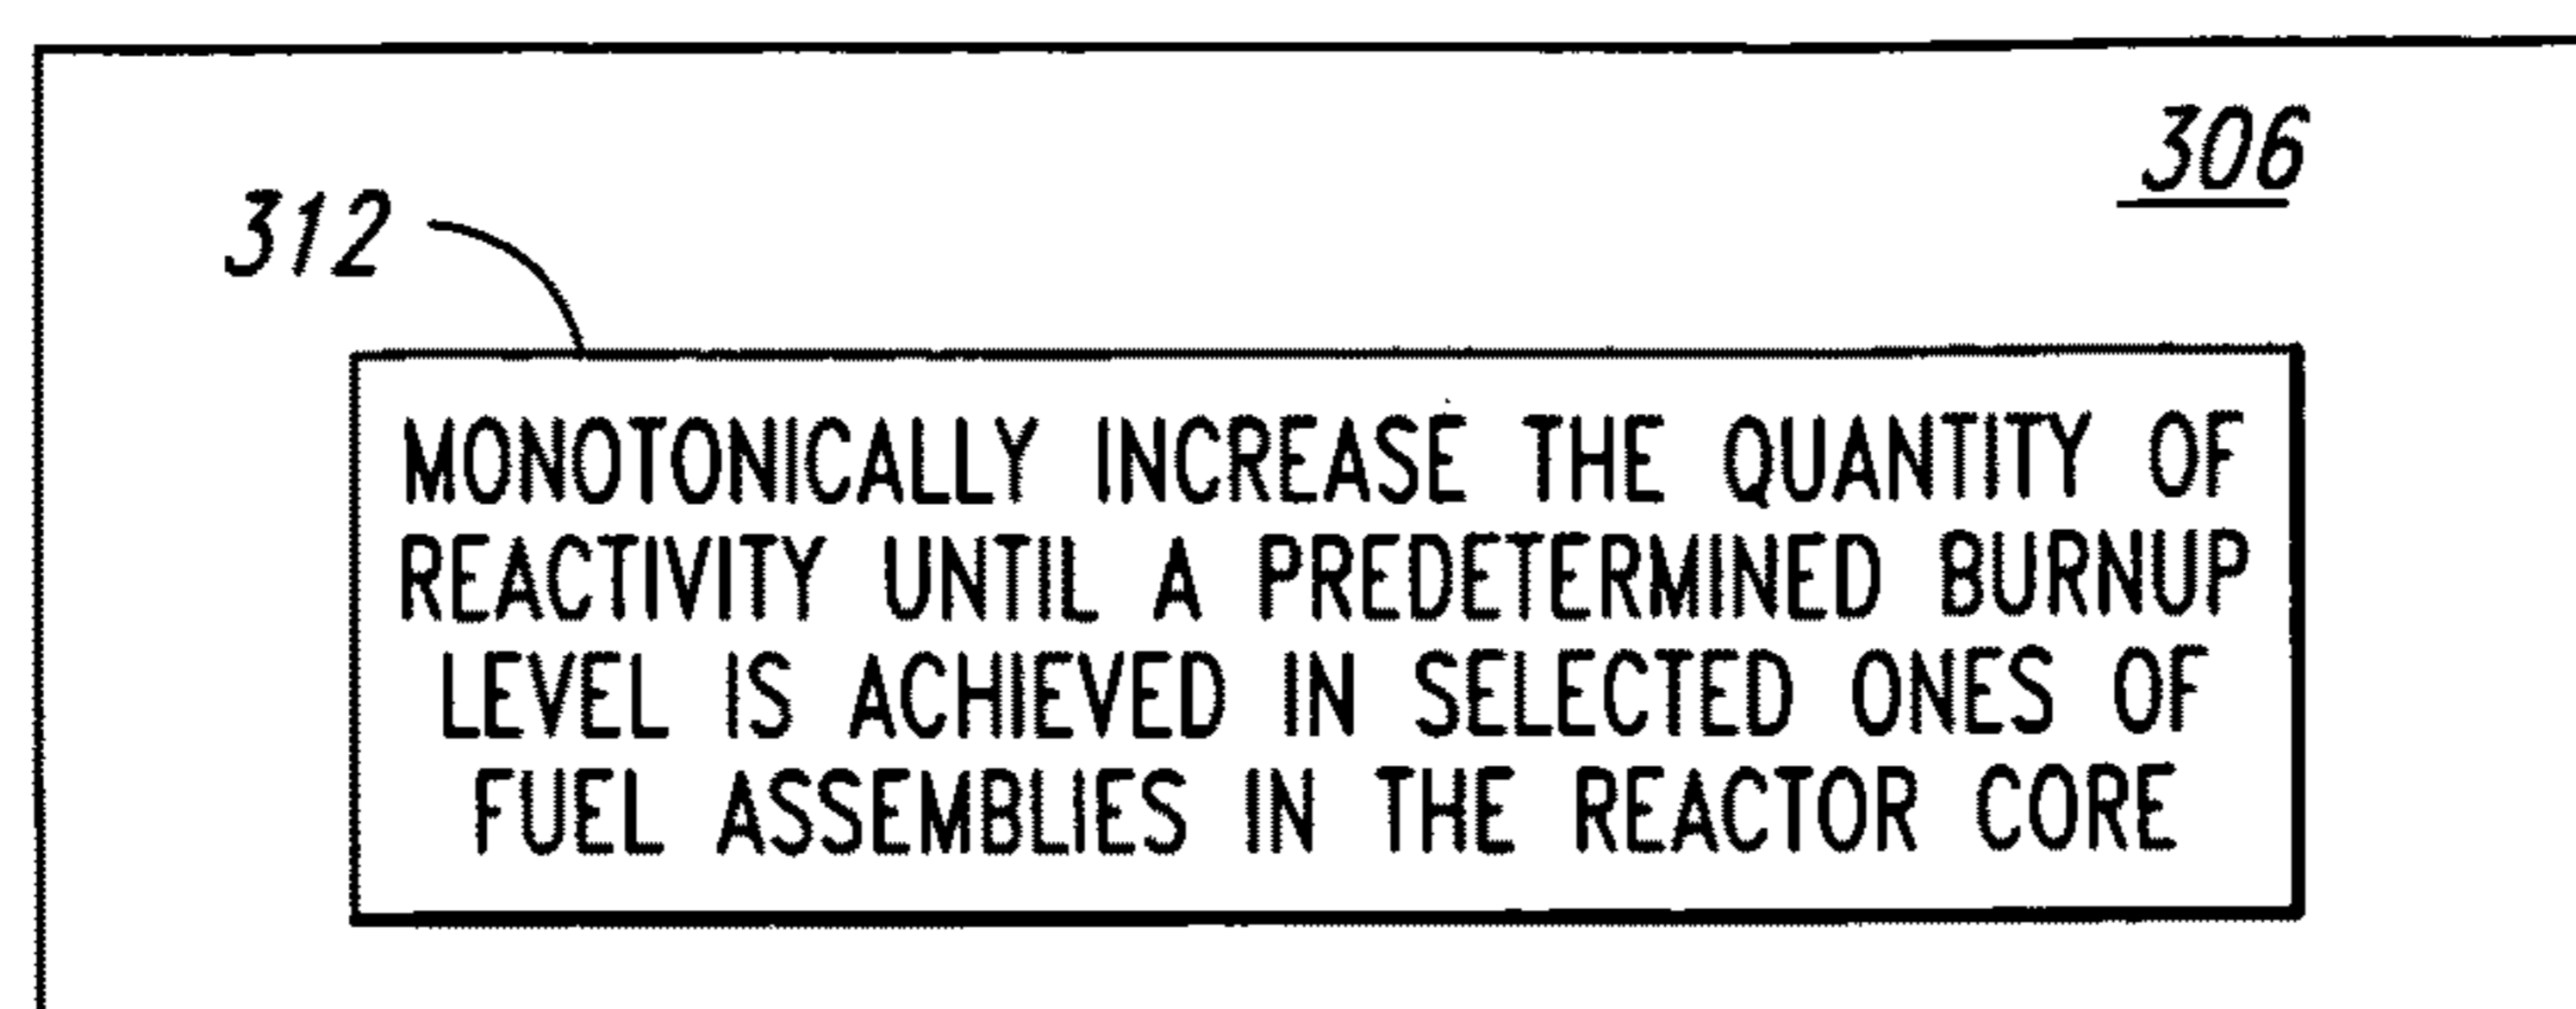 306
312
MONOTONICALLY INCREASE THE QUANTITY OF
REACTIVITY UNTIL A PREDETERMINED BURNUP
LEVEL IS ACHIEVED IN SELECTED ONES OF
FUEL ASSEMBLIES IN THE REACTOR CORE